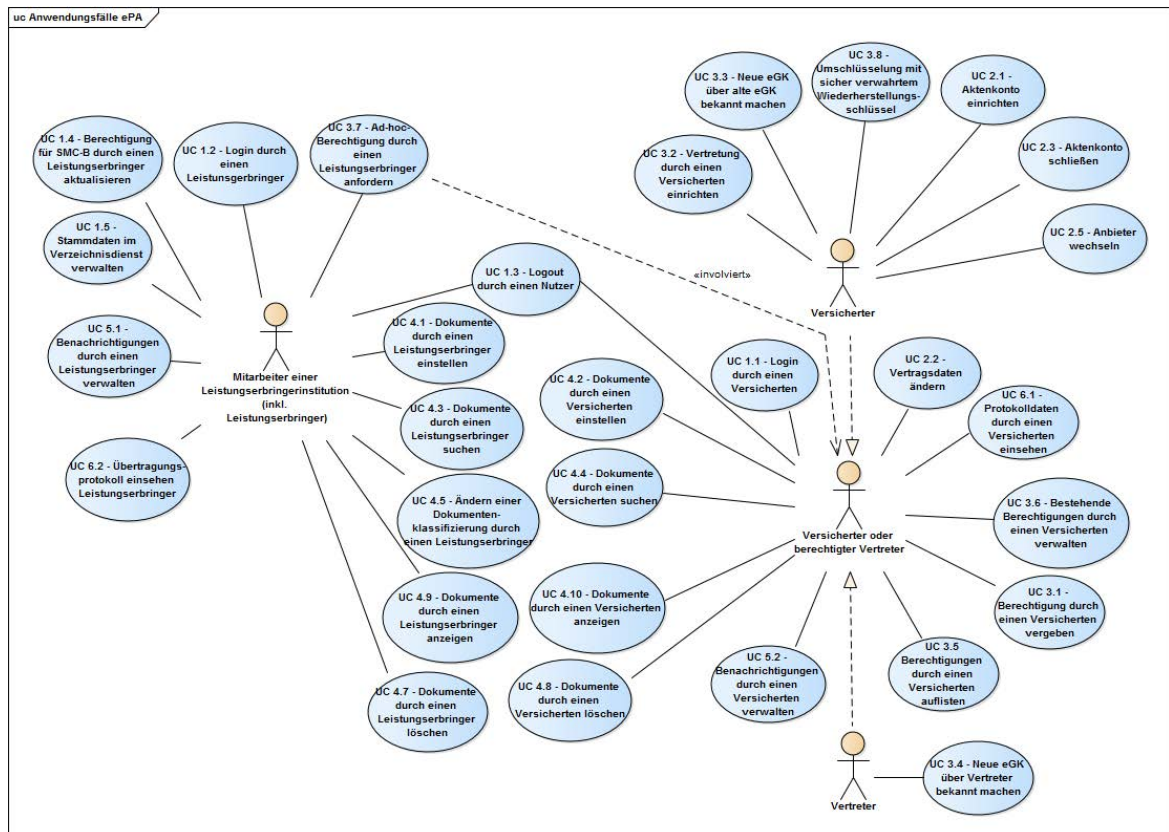 uc Anwendungsfälle ePA
UC 1.4 - Berechtigung
für SMC-B durch einen
Leistungserbringer
aktualisieren
UC 1.2 - Login durch
einen
Leistunsgerbringer
UC 3.7 - Ad-hoc-
Berechtigung durch
einen
Leistungserbringer
anfordern
UC 3.3 - Neue eGK
über alte eGK
bekannt machen
UC 3.8 -
Umschlüsselung mit
sicher verwahrtem
Wiederherstellungs-
schlüssel
UC 2.1 -
Aktenkonto
einrichten
UC 3.2 - Vertretung
durch einen
Versicherten
einrichten
UC 2.3 - Aktenkonto
schließen
UC 1.5 -
Stammdaten im
Verzeichnisdienst
verwalten
UC 2.5 - Anbieter
wechseln
UC 1.3 - Logout
durch einen Nutzer
«involviert»
Versicherter
UC 5.1 -
Benachrichtigungen
durch einen
Leistungserbringer
verwalten
Mitarbeiter einer
Leistungserbringerinstitution
(inkl.
Leistungserbringer)
UC 4.1 - Dokumente
durch einen
Leistungserbringer
einstellen
UC 1.1 - Login
durch einen
Versicherten
UC 2.2 -
Vertragsdaten
ändern
UC 4.2 - Dokumente
durch einen
Versicherten
einstellen
UC 6.1 -
Protokolldaten
durch einen
Versicherten
einsehen
UC 4.3 - Dokumente
durch einen
Leistungserbringer
suchen
UC 6.2 - Übertragungs-
protokoll einsehen
Leistungserbringer
UC 4.4 - Dokumente
durch einen
Versicherten suchen
UC 4.5 - Ändern einer
Dokumenten-
klassifizierung durch
einen Leistungserbringer
Versicherter oder
berechtigter Vertreter
UC 3.6 - Bestehende
Berechtigungen durch
einen Versicherten
verwalten
UC 4.9 - Dokumente
durch einen
Leistungserbringer
anzeigen
UC 4.10 - Dokumente
durch einen Versicherten
anzeigen
UC 3.1 -
Berechtigung durch
einen Versicherten
vergeben
UC 4.7 - Dokumente
durch einen
Leistungserbringer
löschen
UC 4.8 - Dokumente
durch einen
Versicherten löschen
UC 5.2 -
Benachrichtigungen
durch einen
Versicherten
verwalten
UC 3.5
Berechtigungen
durch einen
Versicherten
auflisten
Vertreter
UC 3.4 - Neue eGK
über Vertreter
bekannt machen